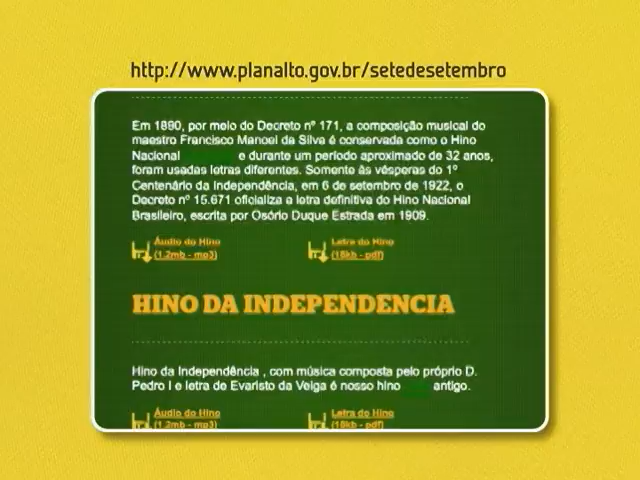 http://www.planalto.gov.br/setedesetembro
Em 1890, por meio do Decreto nº 171, a composição musical do
maestro Francisco Manoel da Silva é conservada como o Hino
Nacional e durante um período aproximado de 32 anos,
foram usadas letras diferentes. Somente às vésperas do 1º
Centenário da Independência, em 6 de setembro de 1922, o
Decreto nº 15.671 oficializa a letra definitiva do Hino Nacional
Brasileiro, escrita por Osório Duque Estrada em 1909.
Áudio do Hino
(1.2mb - mp3)
Letra do Hino
(16kb - pdf)
HINO DA INDEPENDENCIA
Hino da Independência , com música composta pelo próprio D.
Pedro I e letra de Evaristo da Veiga é nosso hino antigo.
Áudio do Hino
(1.2mb - mp3)
Letra do Hino
(16kb - pdf)